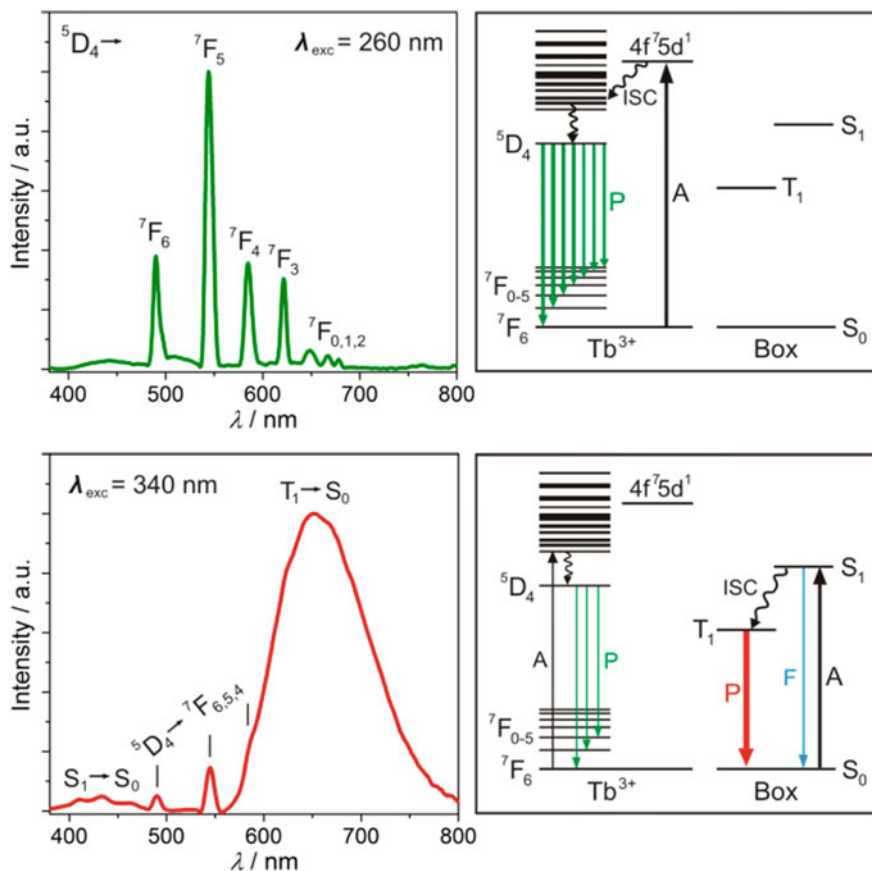 ⁵D₄→
⁷F₅
λexc = 260 nm
⁷F₆
⁷F₄
⁷F₃
⁷F₀,₁,₂
Intensity / a.u.
400 500 600 700 800
λ / nm
4f⁷5d¹
ISC
⁵D₄
S₁
T₁
P
A
⁷F₀₋₅
⁷F₆
S₀
Tb³⁺
Box
λexc = 340 nm
T₁→S₀
⁵D₄→⁷F₆,₅,₄
S₁→S₀
Intensity / a.u.
400 500 600 700 800
λ / nm
4f⁷5d¹
⁵D₄
S₁
ISC
T₁
A
P
P
F
A
⁷F₀₋₅
⁷F₆
S₀
Tb³⁺
Box